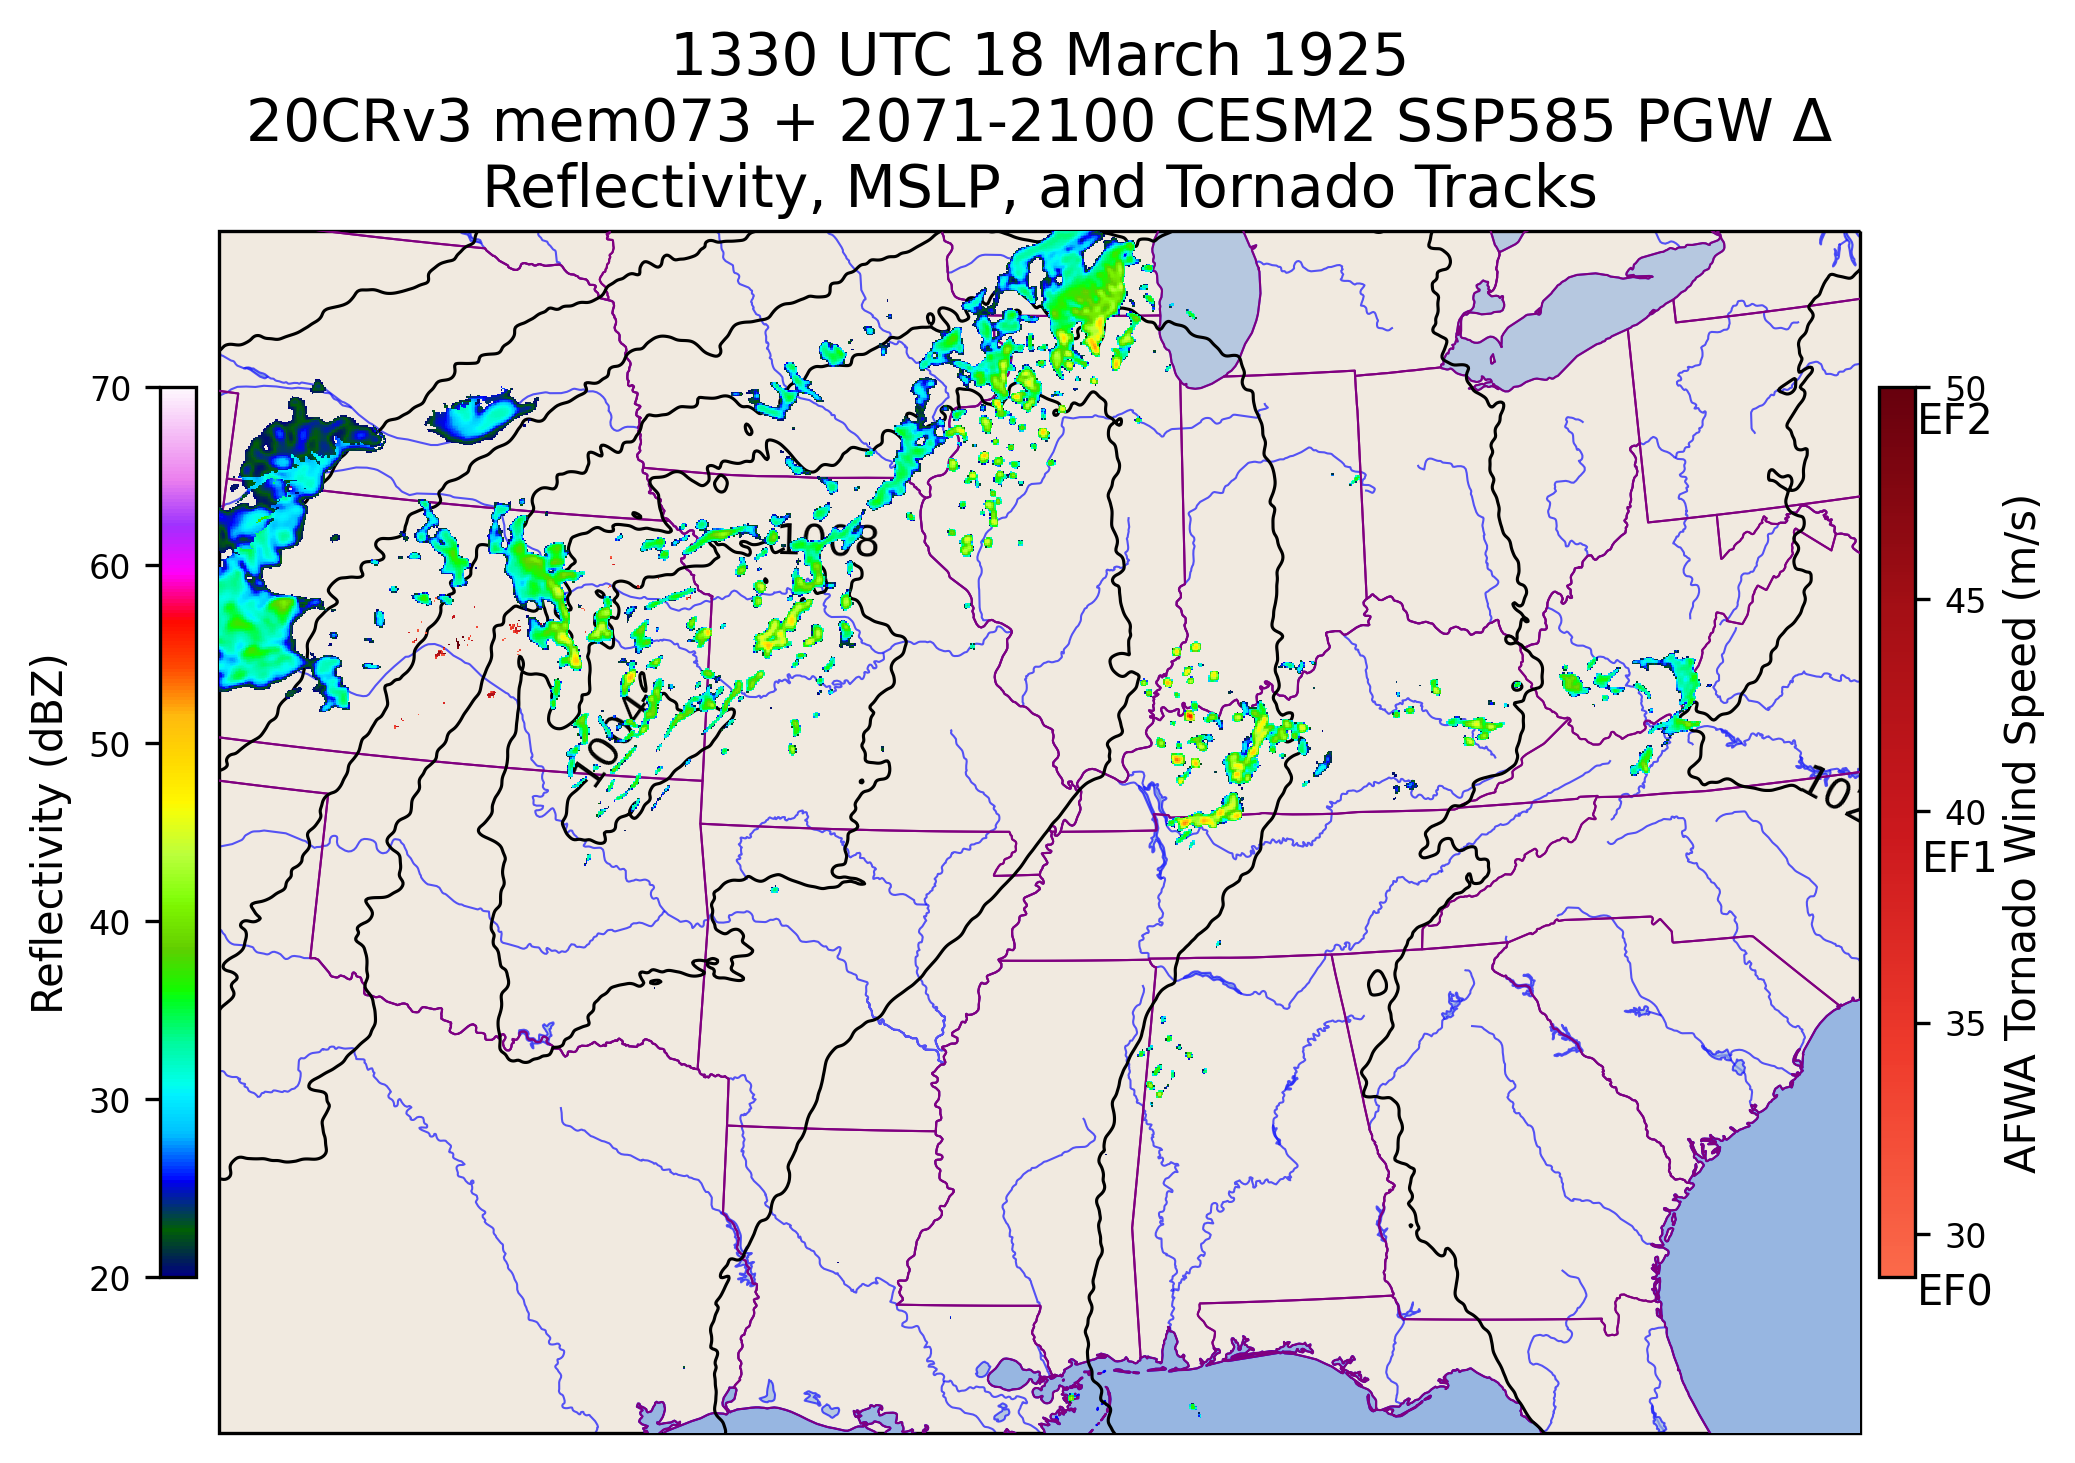 1330 UTC 18 March 1925
20CRv3 mem073 + 2071-2100 CESM2 SSP585 PGW Δ
Reflectivity, MSLP, and Tornado Tracks
70
60
50
40
30
20
Reflectivity (dBZ)
1008
1004
50
EF2
45
40
EF1
35
30
EF0
AFWA Tornado Wind Speed (m/s)